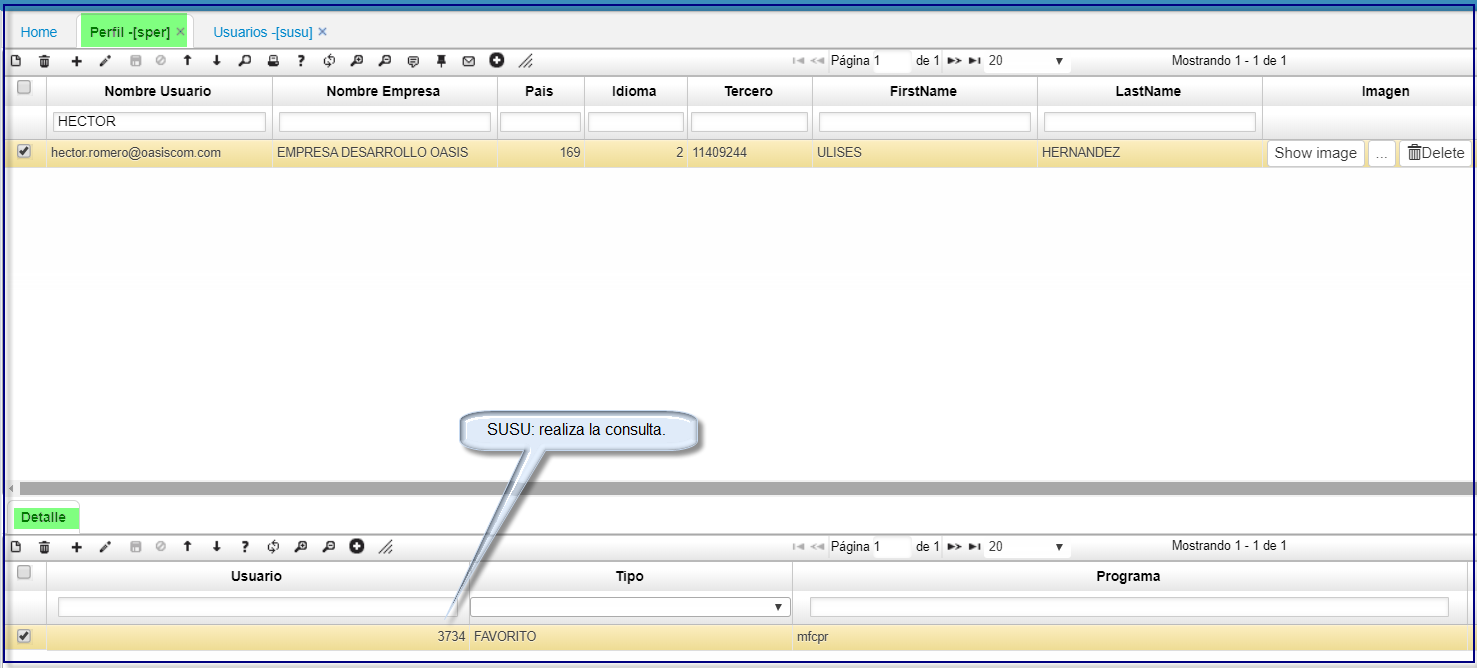 Home Perfil -[sper] × Usuarios -[susu] ×
Página 1 de 1 20 Mostrando 1 - 1 de 1
Nombre Usuario Nombre Empresa Pais Idioma Tercero FirstName LastName Imagen
HECTOR
hector.romero@oasiscom.com EMPRESA DESARROLLO OASIS 169 2 11409244 ULISES HERNANDEZ Show image ... Delete
SUSU: realiza la consulta.
Detalle
Página 1 de 1 20 Mostrando 1 - 1 de 1
Usuario Tipo Programa
3734 FAVORITO mfcpr